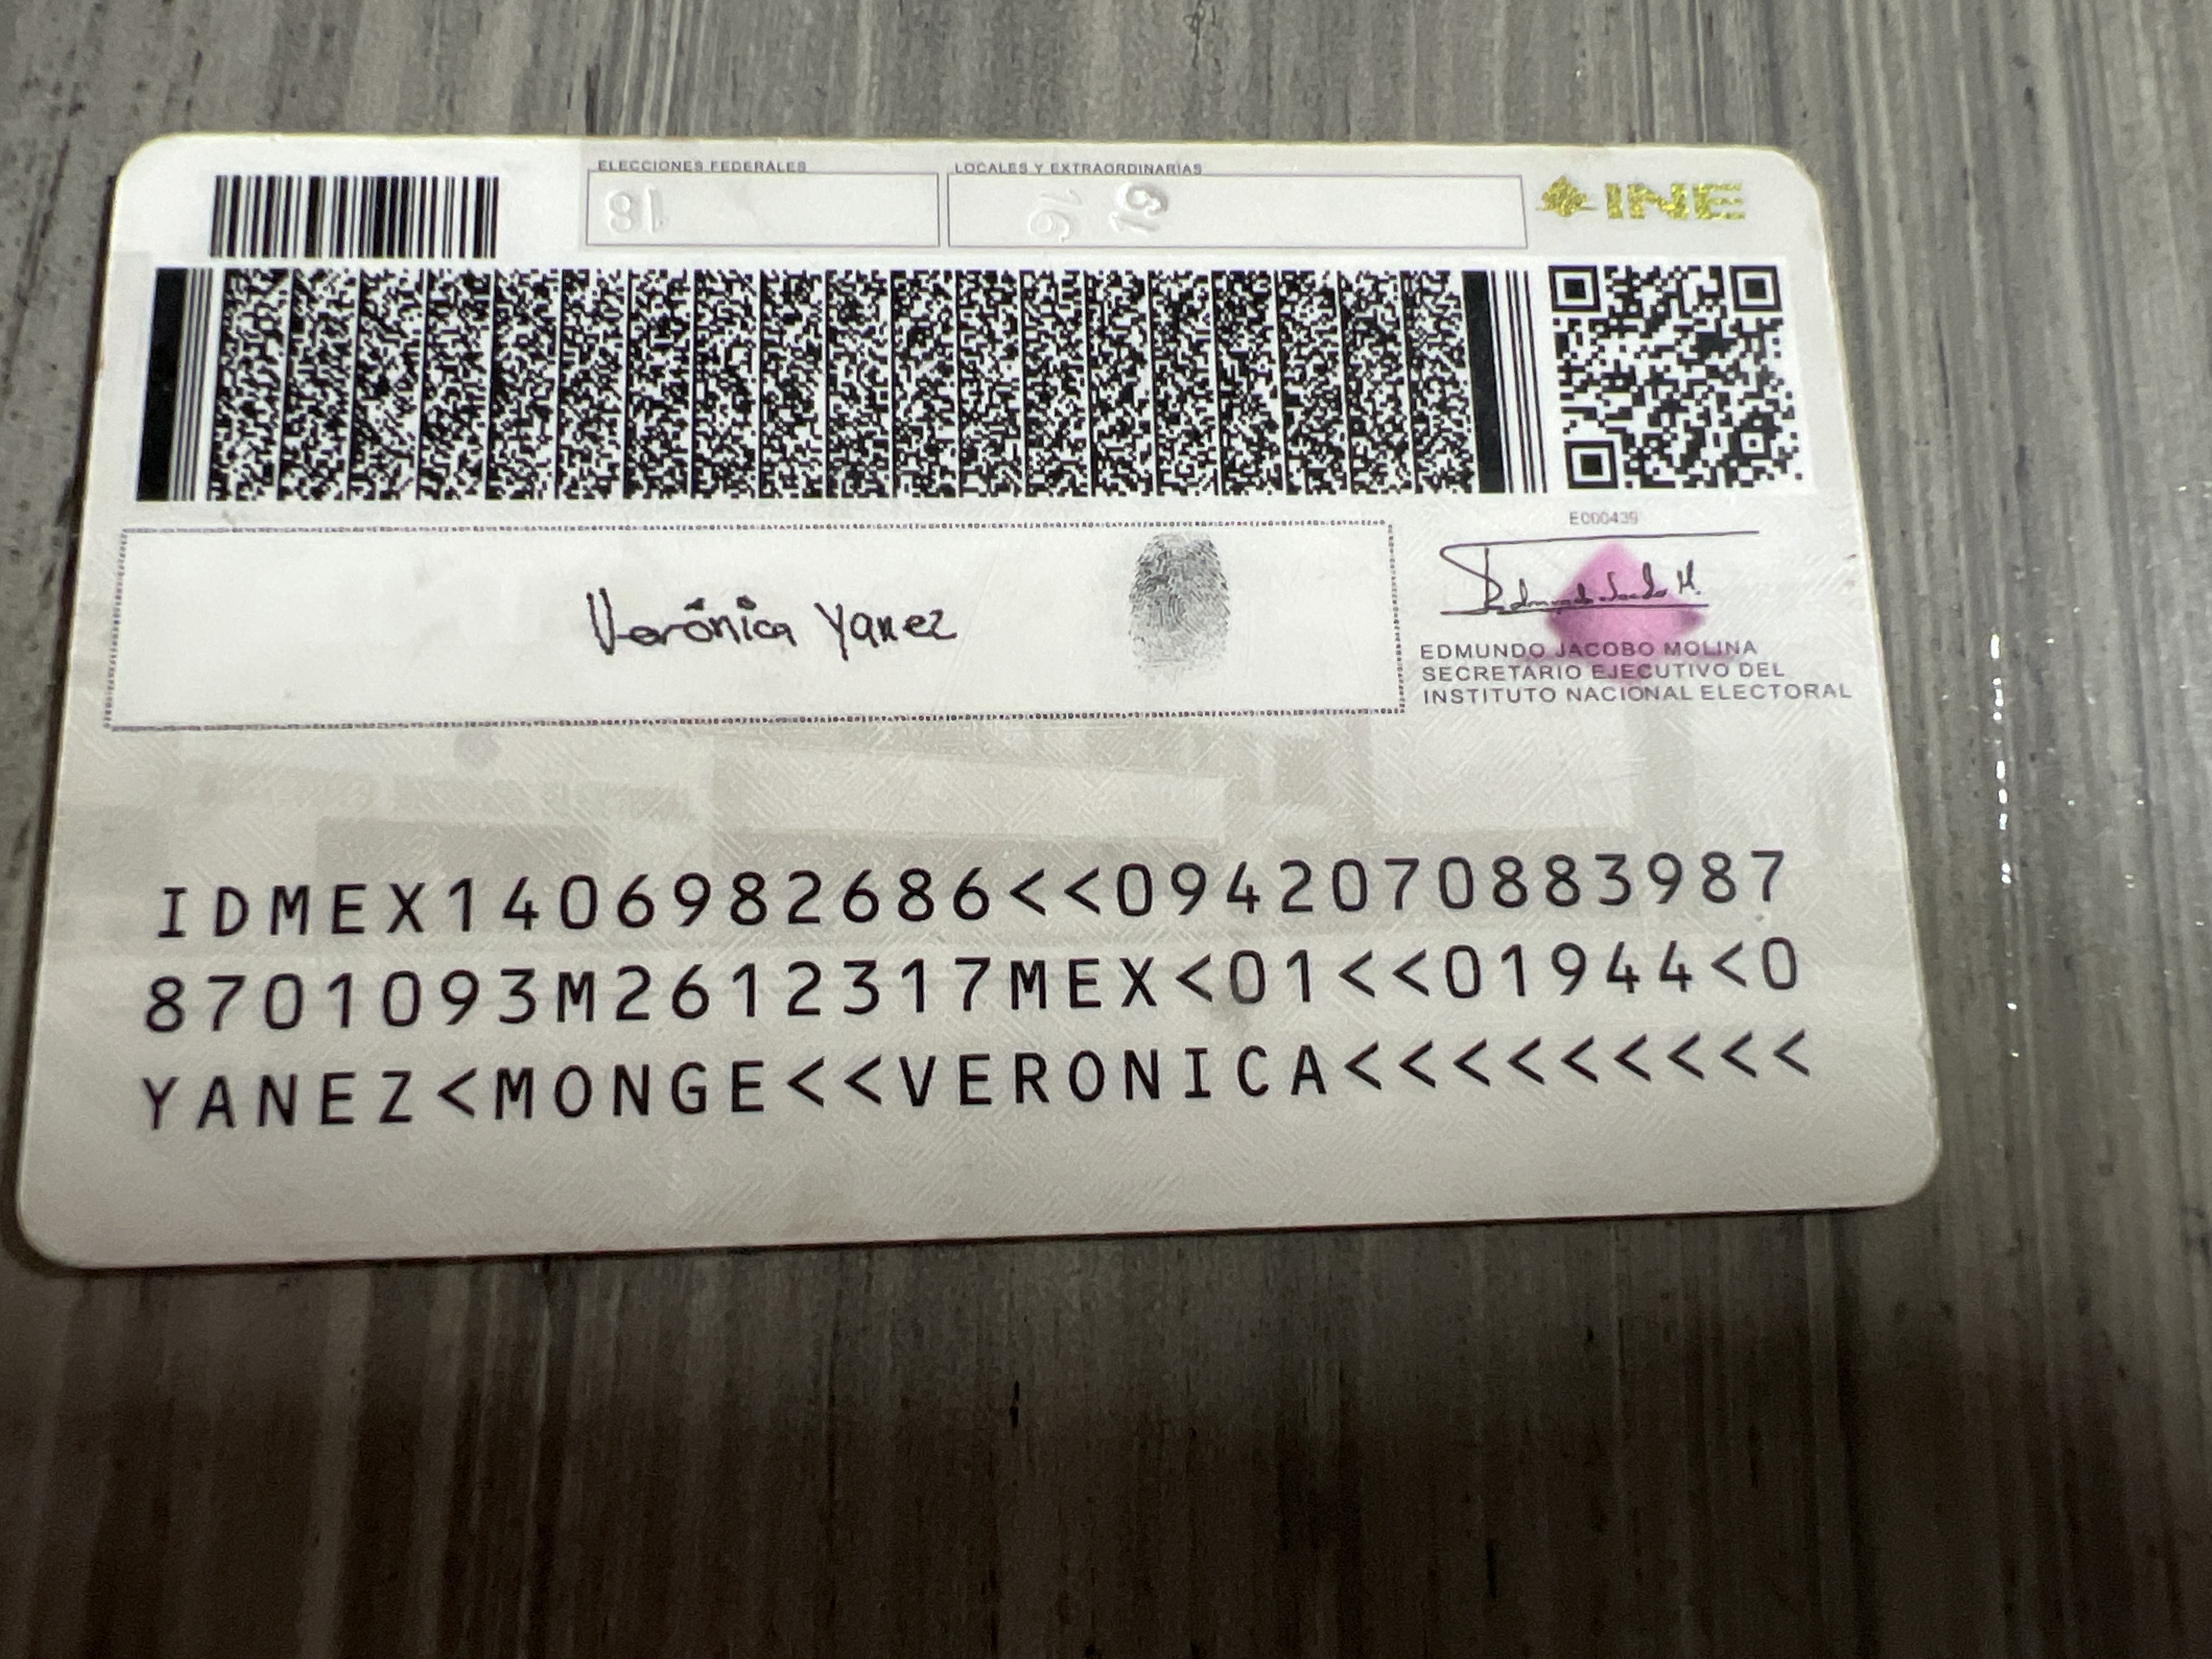 ELECCIONES FEDERALES
LOCALES Y EXTRAORDINARIAS
INE
18
16 19
E000439
Verónica Yanez
EDMUNDO JACOBO MOLINA
SECRETARIO EJECUTIVO DEL
INSTITUTO NACIONAL ELECTORAL
IDMEX1406982686<<0942070883987
8701093M2612317MEX<01<<01944<0
YANEZ<MONGE<<VERONICA<<<<<<<<<